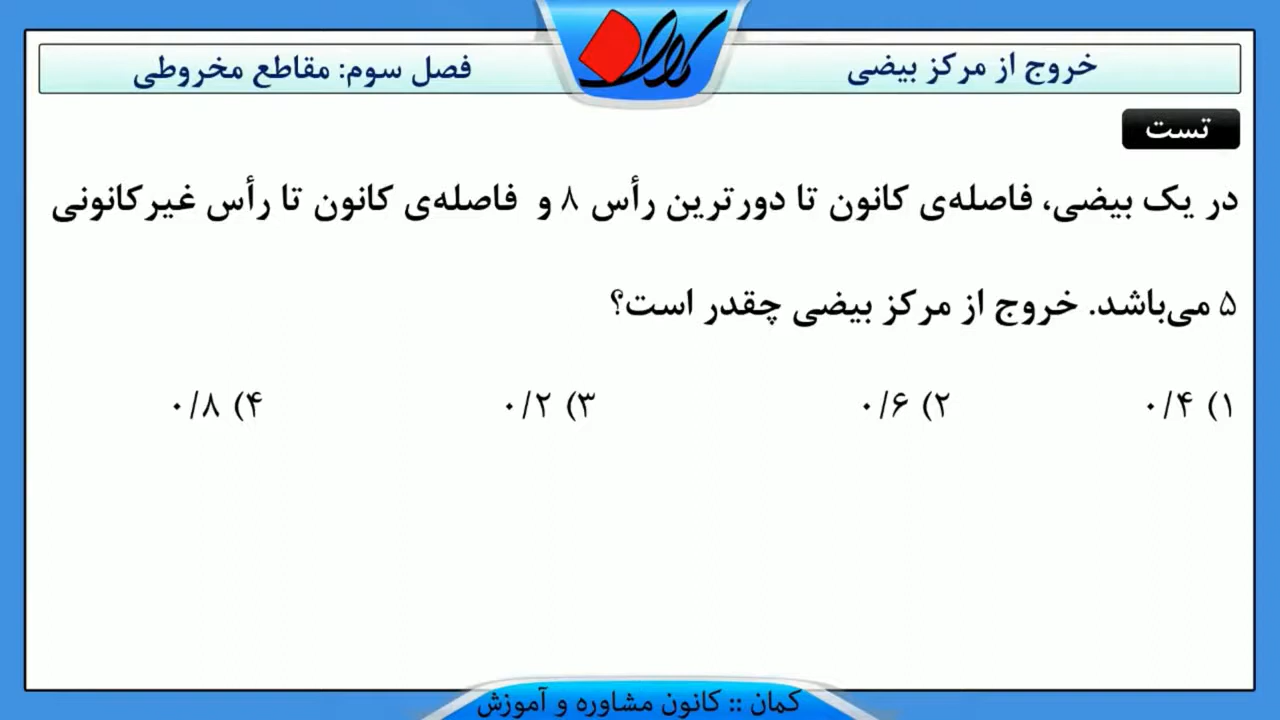 خروج از مرکز بیضی
کمان
فصل سوم: مقاطع مخروطی
تست
در یک بیضی، فاصله‌ی کانون تا دورترین رأس ۸ و فاصله‌ی کانون تا رأس غیرکانونی
۵ می‌باشد. خروج از مرکز بیضی چقدر است؟
۱) ۰/۴ ۲) ۰/۶ ۳) ۰/۲ ۴) ۰/۸
کمان :: کانون مشاوره و آموزش